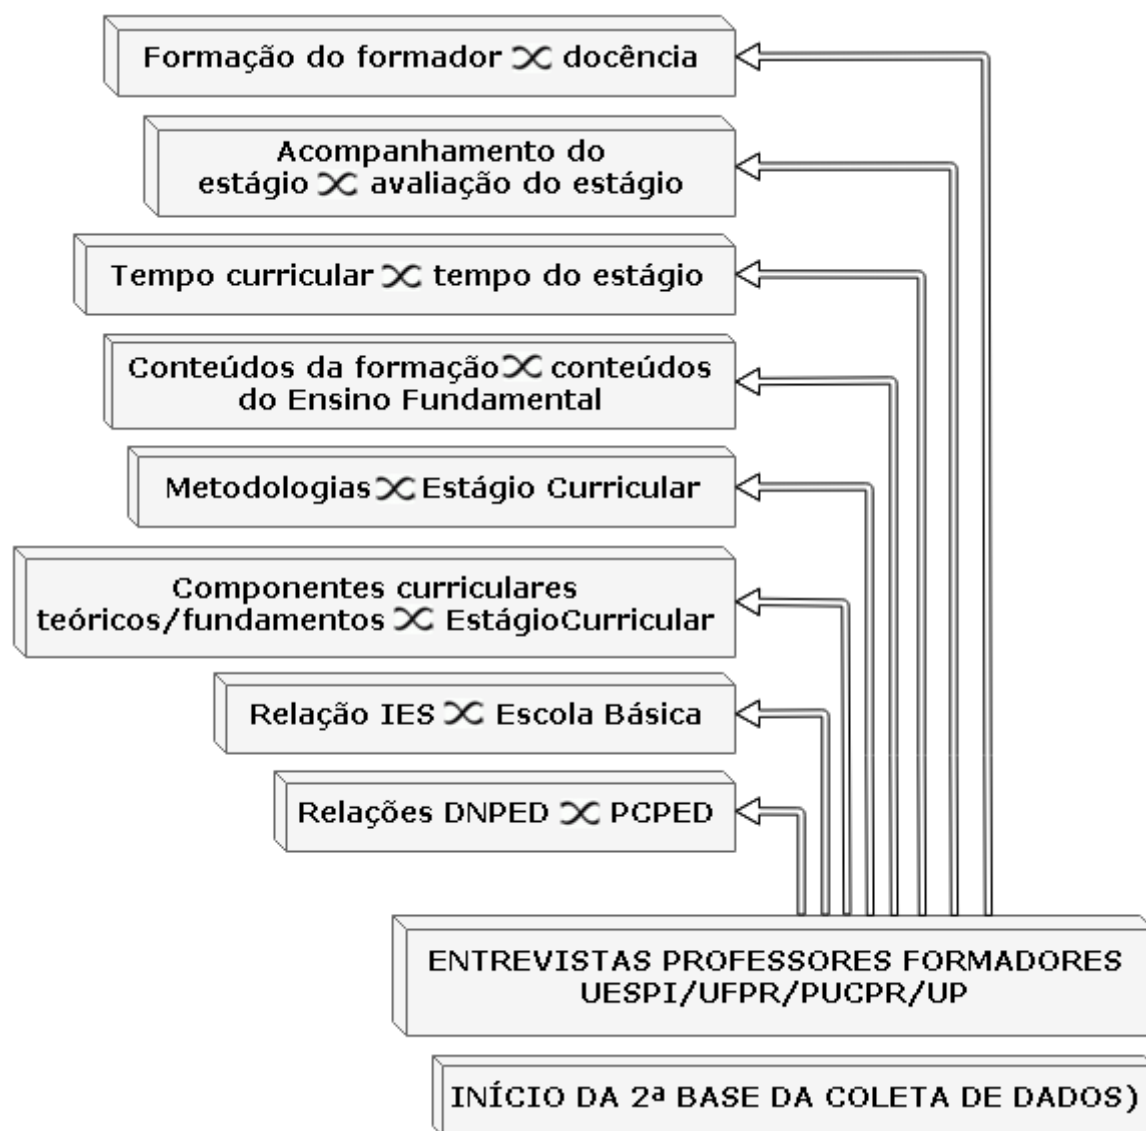 Formação do formador docência
Acompanhamento do
estágio avaliação do estágio
Tempo curricular tempo do estágio
Conteúdos da formação conteúdos
do Ensino Fundamental
Metodologias Estágio Curricular
Componentes curriculares
teóricos/fundamentos EstágioCurricular
Relação IES Escola Básica
Relações DNPED PCPED
ENTREVISTAS PROFESSORES FORMADORES
UESPI/UFPR/PUCPR/UP
INÍCIO DA 2ª BASE DA COLETA DE DADOS)